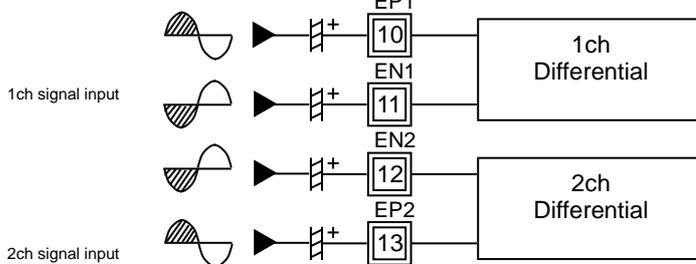 EP1
10
1ch
Differential
EN1
1ch signal input
11
EN2
12
2ch
Differential
EP2
2ch signal input
13
+
+
+
+